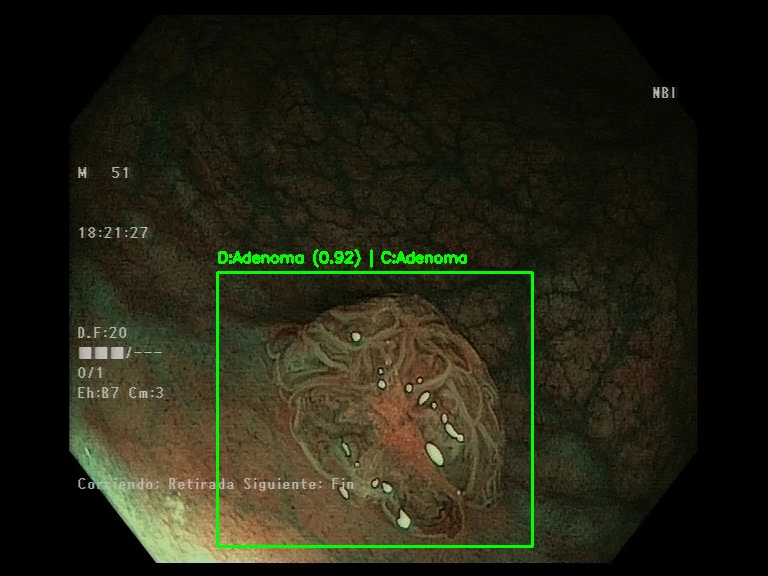 NBI
M 51
18:21:27
D:Adenoma (0.92) | C:Adenoma
D.F:20
███/---
0/1
Eh:B7 Cm:3
Corriendo: Retirada Siguiente: Fin